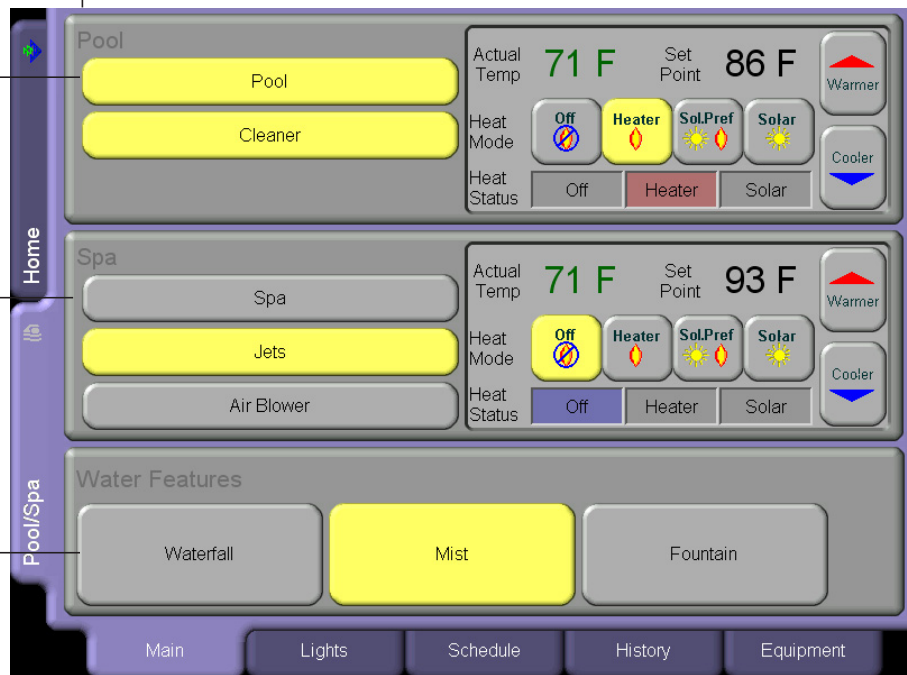 Home
Pool/Spa
Pool
Pool
Cleaner
Actual Temp 71 F Set Point 86 F
Heat Mode Off Heater Sol.Pref Solar
Heat Status Off Heater Solar
Warmer
Cooler
Spa
Spa
Jets
Air Blower
Actual Temp 71 F Set Point 93 F
Heat Mode Off Heater Sol.Pref Solar
Heat Status Off Heater Solar
Warmer
Cooler
Water Features
Waterfall Mist Fountain
Main Lights Schedule History Equipment